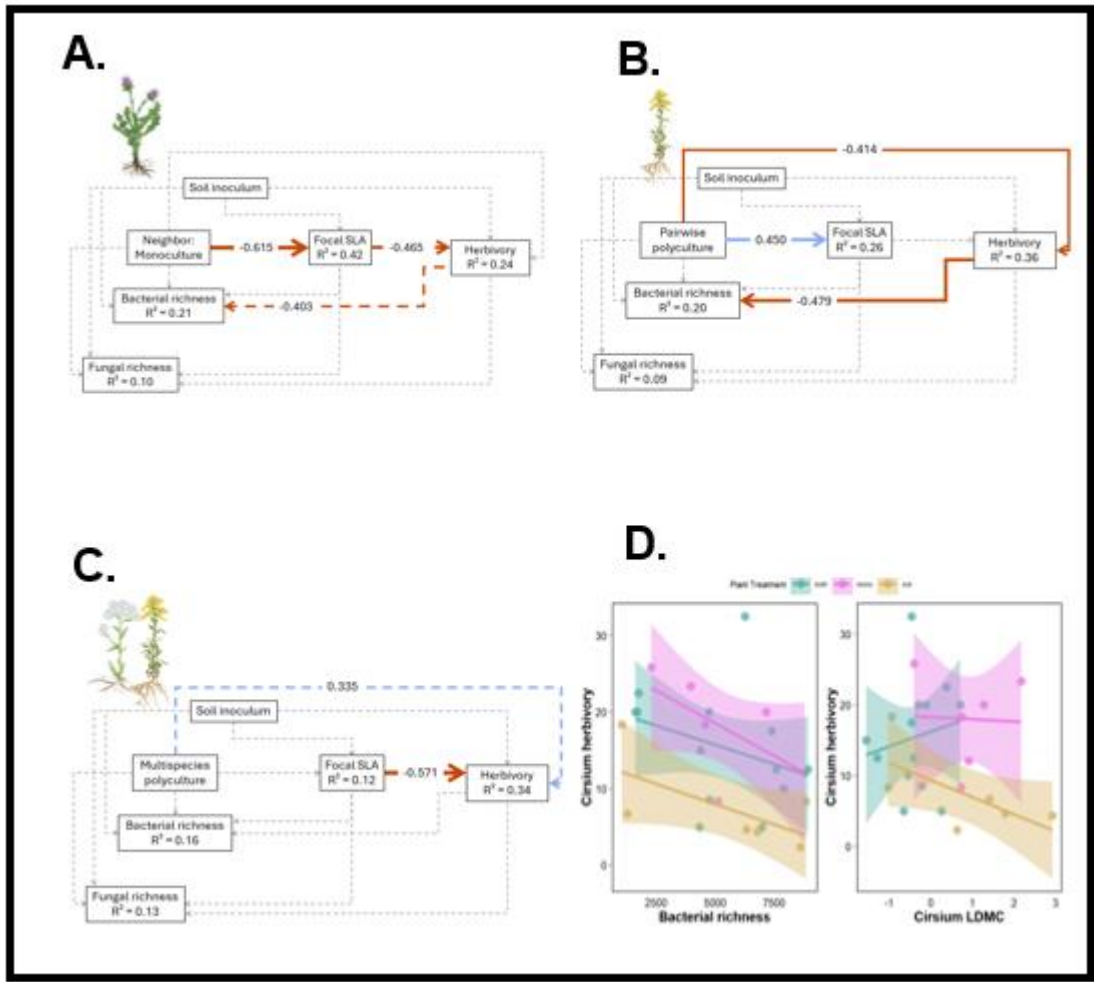 A.
Soil inoculum
Neighbor:
Monoculture
-0.615
Focal SLA
R² = 0.42
-0.465
Herbivory
R² = 0.24
-0.403
Bacterial richness
R² = 0.21
Fungal richness
R² = 0.10
B.
-0.414
Soil inoculum
Pairwise
polyculture
0.450
Focal SLA
R² = 0.26
Herbivory
R² = 0.36
-0.479
Bacterial richness
R² = 0.20
Fungal richness
R² = 0.09
C.
0.335
Soil inoculum
Multispecies
polyculture
Focal SLA
R² = 0.12
-0.571
Herbivory
R² = 0.34
Bacterial richness
R² = 0.16
Fungal richness
R² = 0.13
D.
Plant Treatment
Cirsium herbivory
30
20
10
0
2500
5000
7500
Bacterial richness
Cirsium herbivory
30
20
10
0
-1
0
1
2
3
Cirsium LDMC